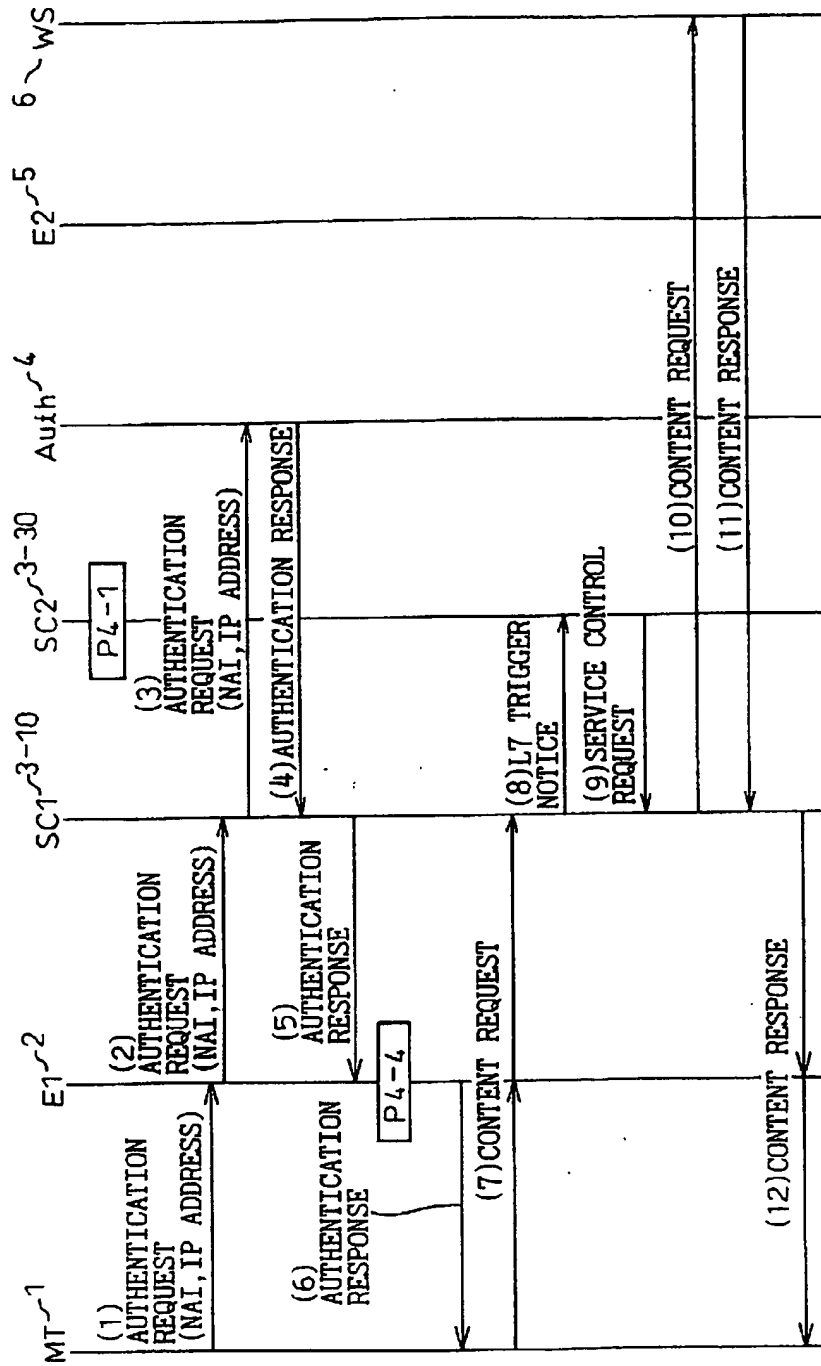 MT 1
E1 2
SC1 3-10
SC2 3-30
Auth 4
E2 5
6 WS
(1)
AUTHENTICATION
REQUEST
(NAI,IP ADDRESS)
(2)
AUTHENTICATION
REQUEST
(NAI,IP ADDRESS)
P4-1
(3)
AUTHENTICATION
REQUEST
(NAI,IP ADDRESS)
(4)AUTHENTICATION RESPONSE
(5)
AUTHENTICATION
RESPONSE
P4-4
(6)
AUTHENTICATION
RESPONSE
(7)CONTENT REQUEST
(8)L7 TRIGGER
NOTICE
(9)SERVICE CONTROL
REQUEST
(10)CONTENT REQUEST
(11)CONTENT RESPONSE
(12)CONTENT RESPONSE